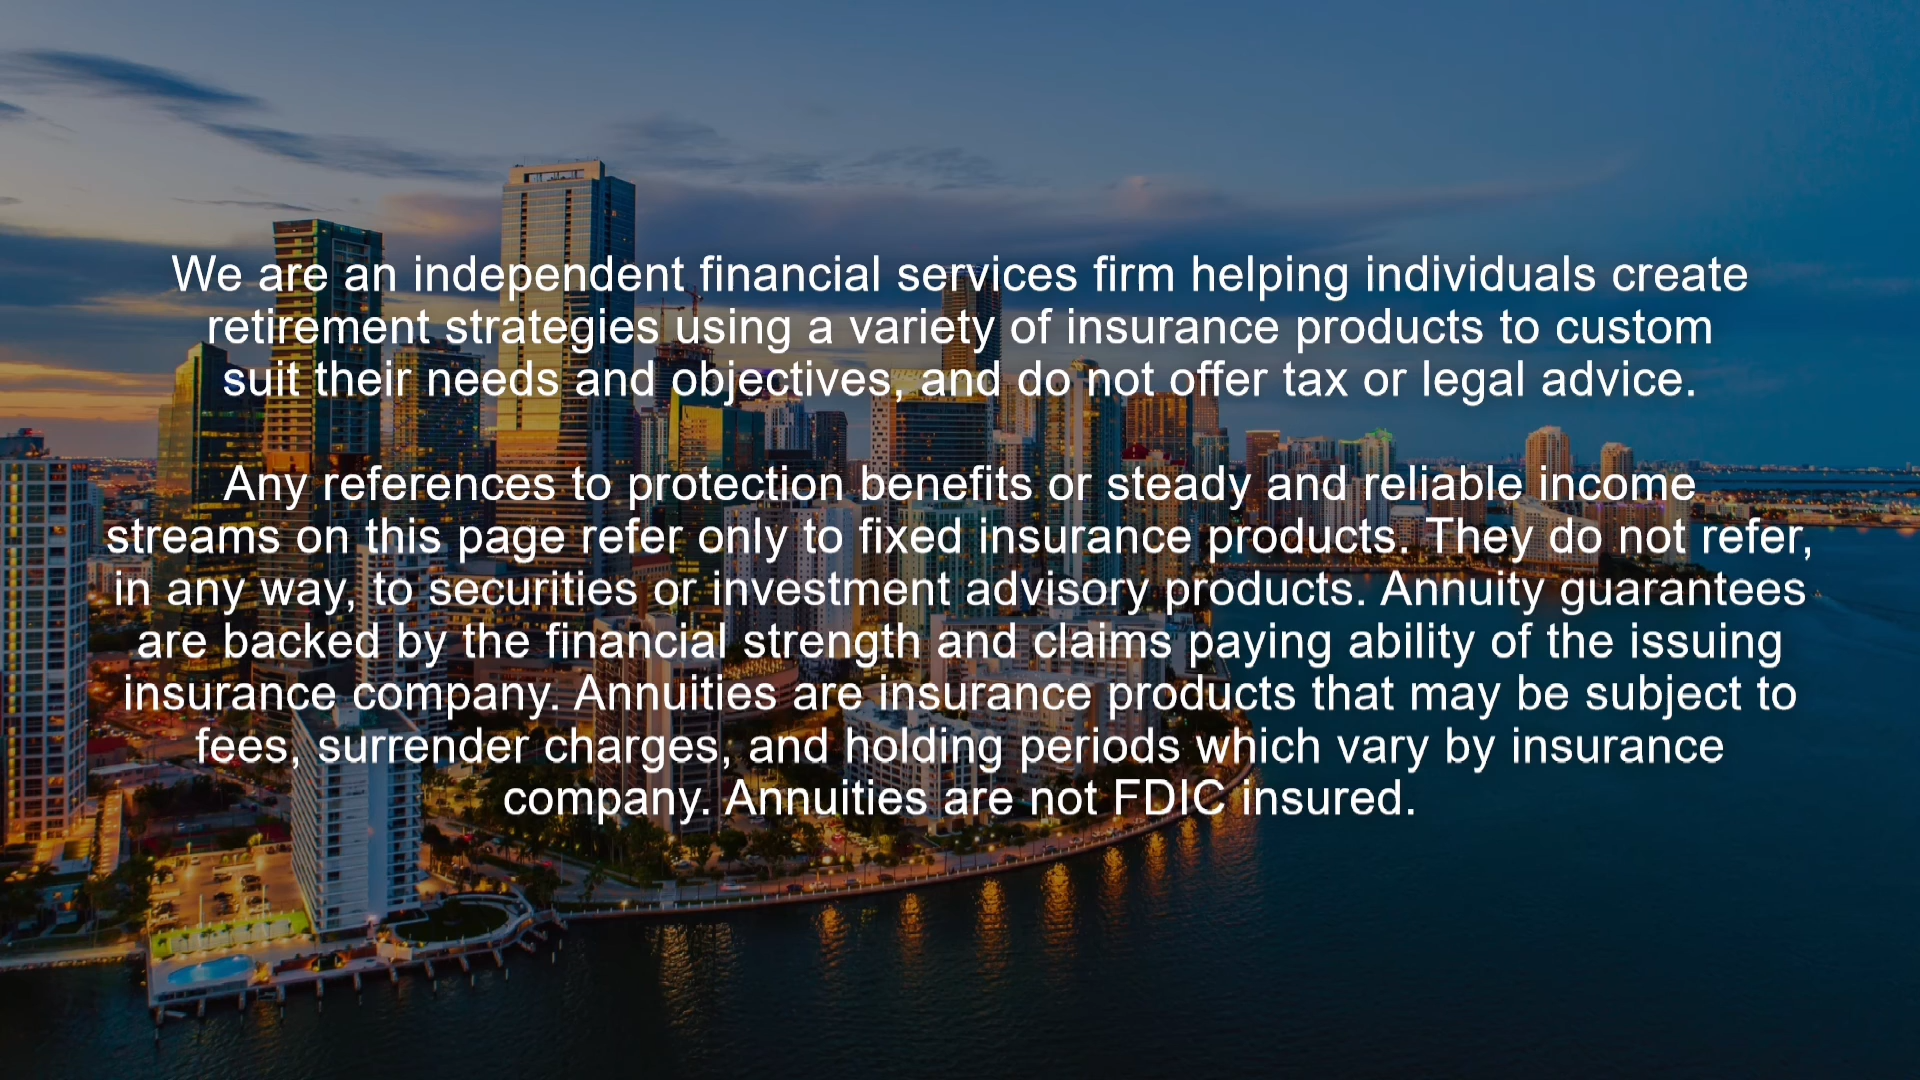 We are an independent financial services firm helping individuals create
retirement strategies using a variety of insurance products to custom
suit their needs and objectives, and do not offer tax or legal advice.
Any references to protection benefits or steady and reliable income
streams on this page refer only to fixed insurance products. They do not refer,
in any way, to securities or investment advisory products. Annuity guarantees
are backed by the financial strength and claims paying ability of the issuing
insurance company. Annuities are insurance products that may be subject to
fees, surrender charges, and holding periods which vary by insurance
company. Annuities are not FDIC insured.